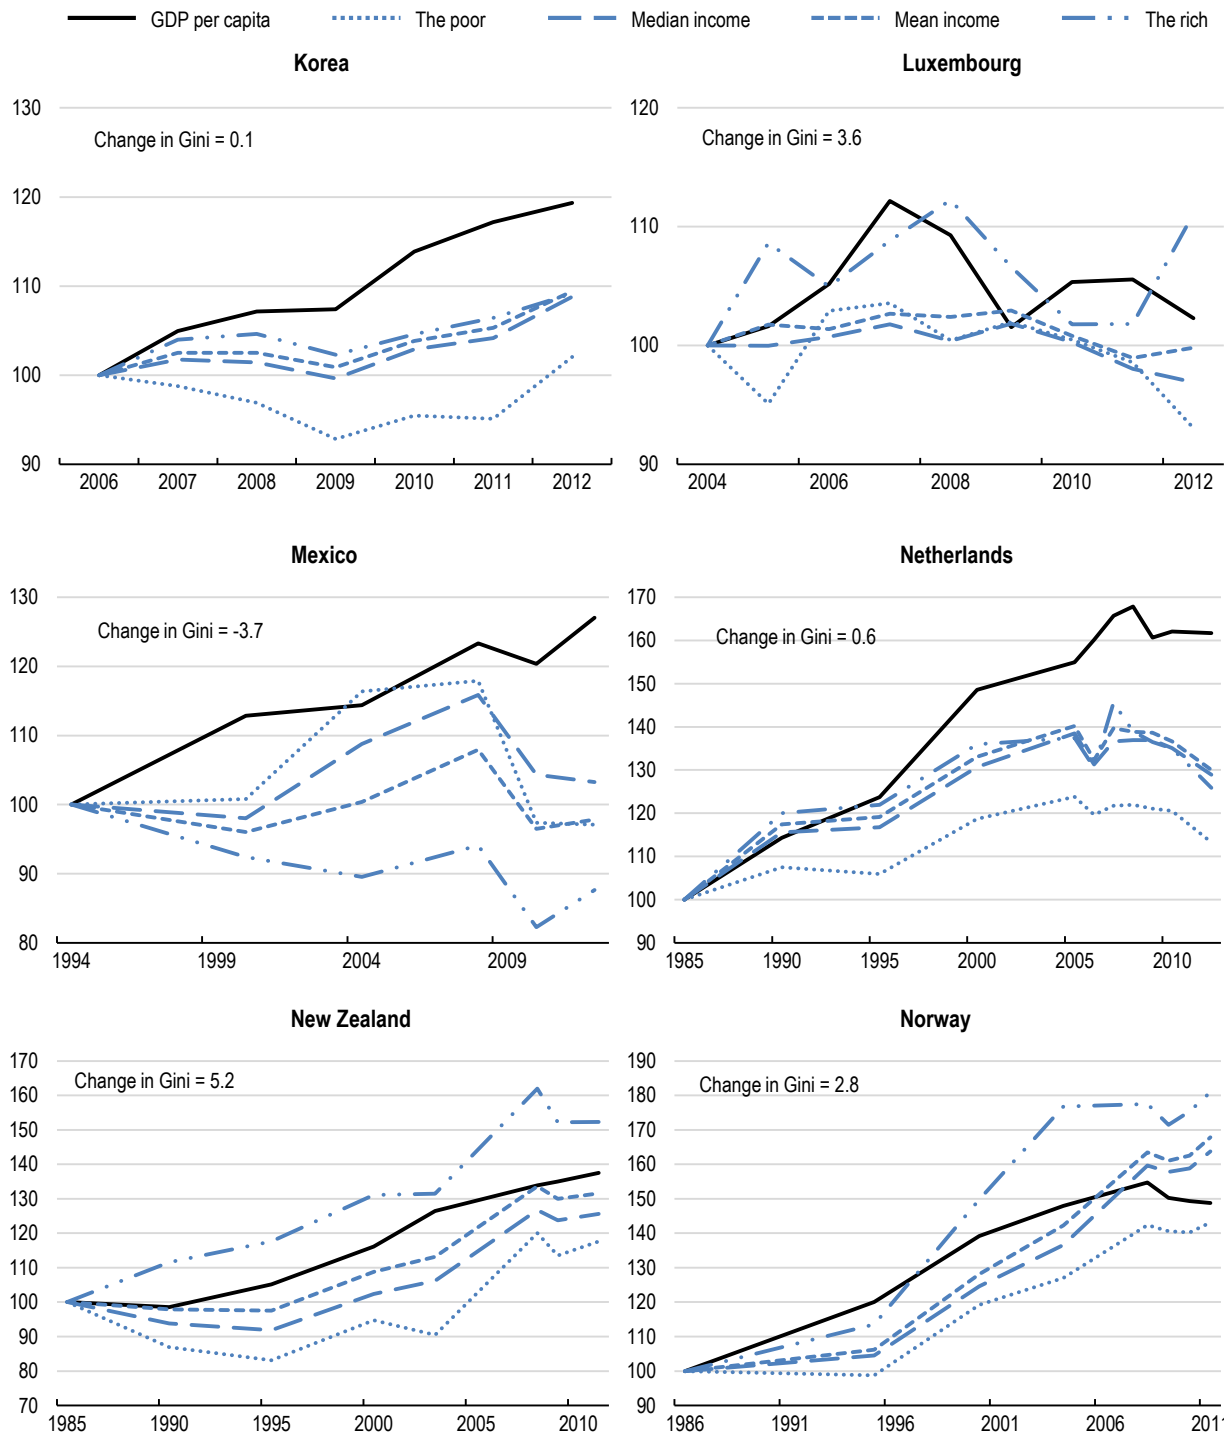 GDP per capita The poor Median income Mean income The rich
Korea
130
120
110
100
90
Change in Gini = 0.1
2006 2007 2008 2009 2010 2011 2012
Luxembourg
120
110
100
90
Change in Gini = 3.6
2004 2006 2008 2010 2012
Mexico
130
120
110
100
90
80
Change in Gini = -3.7
1994 1999 2004 2009
Netherlands
170
160
150
140
130
120
110
100
90
Change in Gini = 0.6
1985 1990 1995 2000 2005 2010
New Zealand
170
160
150
140
130
120
110
100
90
80
70
Change in Gini = 5.2
1985 1990 1995 2000 2005 2010
Norway
190
180
170
160
150
140
130
120
110
100
90
Change in Gini = 2.8
1986 1991 1996 2001 2006 2011